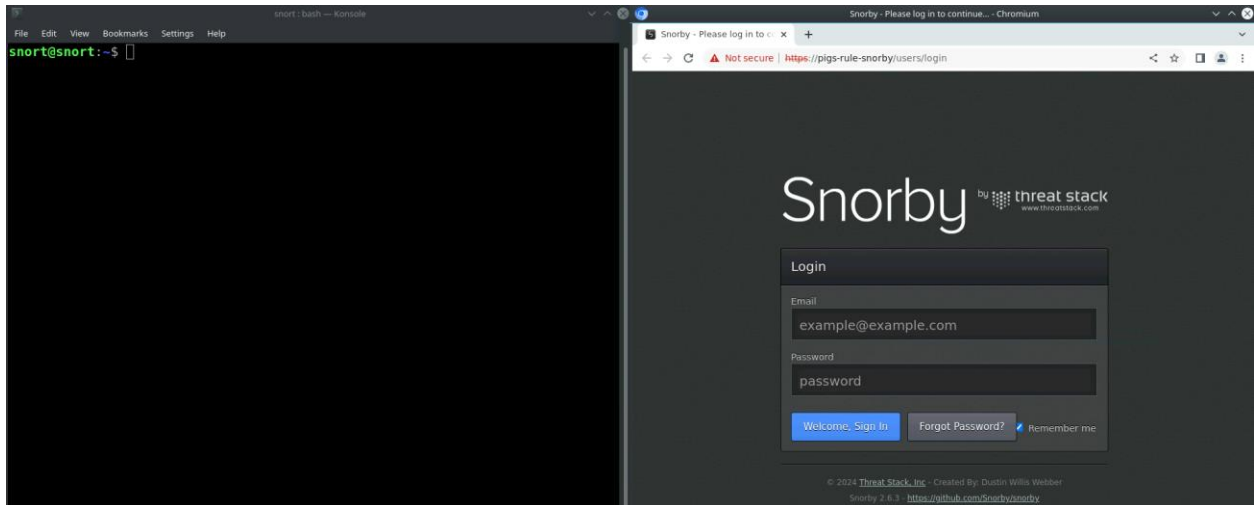 snort : bash — Konsole
File Edit View Bookmarks Settings Help
snort@snort:~$
Snorby - Please log in to continue... - Chromium
Snorby - Please log in to c
Not secure | https://pigs-rule-snorby/users/login
Snorby by threat stack
www.threatstack.com
Login
Email
example@example.com
Password
password
Welcome, Sign In Forgot Password? Remember me
© 2024 Threat Stack, Inc - Created By: Dustin Willis Webber
Snorby 2.6.3 - https://github.com/Snorby/snorby